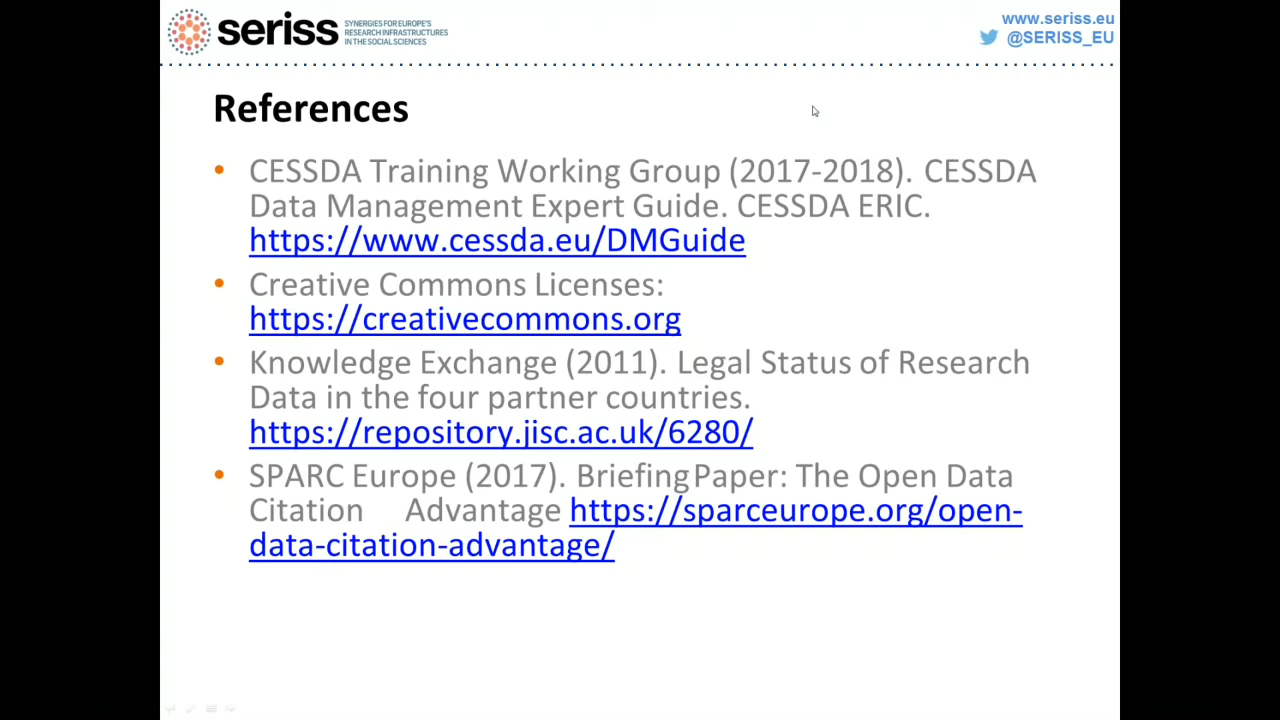 seriss
SYNERGIES FOR EUROPE'S
RESEARCH INFRASTRUCTURES
IN THE SOCIAL SCIENCES
www.seriss.eu
@SERISS_EU
References
• CESSDA Training Working Group (2017-2018). CESSDA
Data Management Expert Guide. CESSDA ERIC.
https://www.cessda.eu/DMGuide
• Creative Commons Licenses:
https://creativecommons.org
• Knowledge Exchange (2011). Legal Status of Research
Data in the four partner countries.
https://repository.jisc.ac.uk/6280/
• SPARC Europe (2017). Briefing Paper: The Open Data
Citation Advantage https://sparceurope.org/open-
data-citation-advantage/